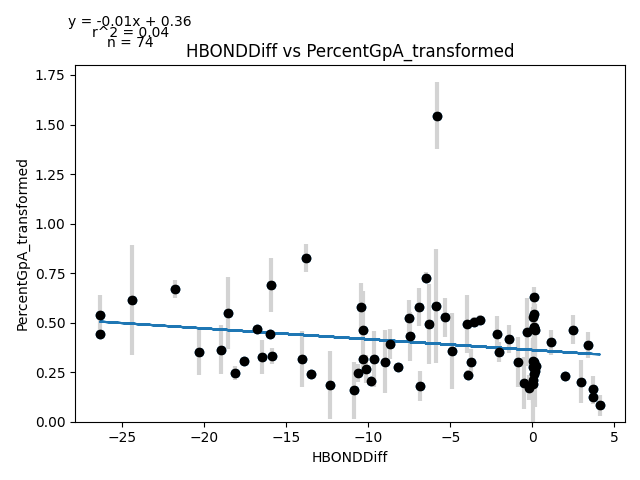 y = -0.01x + 0.36
r^2 = 0.04
n = 74
HBONDDiff vs PercentGpA_transformed
1.75
1.50
1.25
1.00
0.75
0.50
0.25
0.00
PercentGpA_transformed
−25
−20
−15
−10
−5
0
5
HBONDDiff